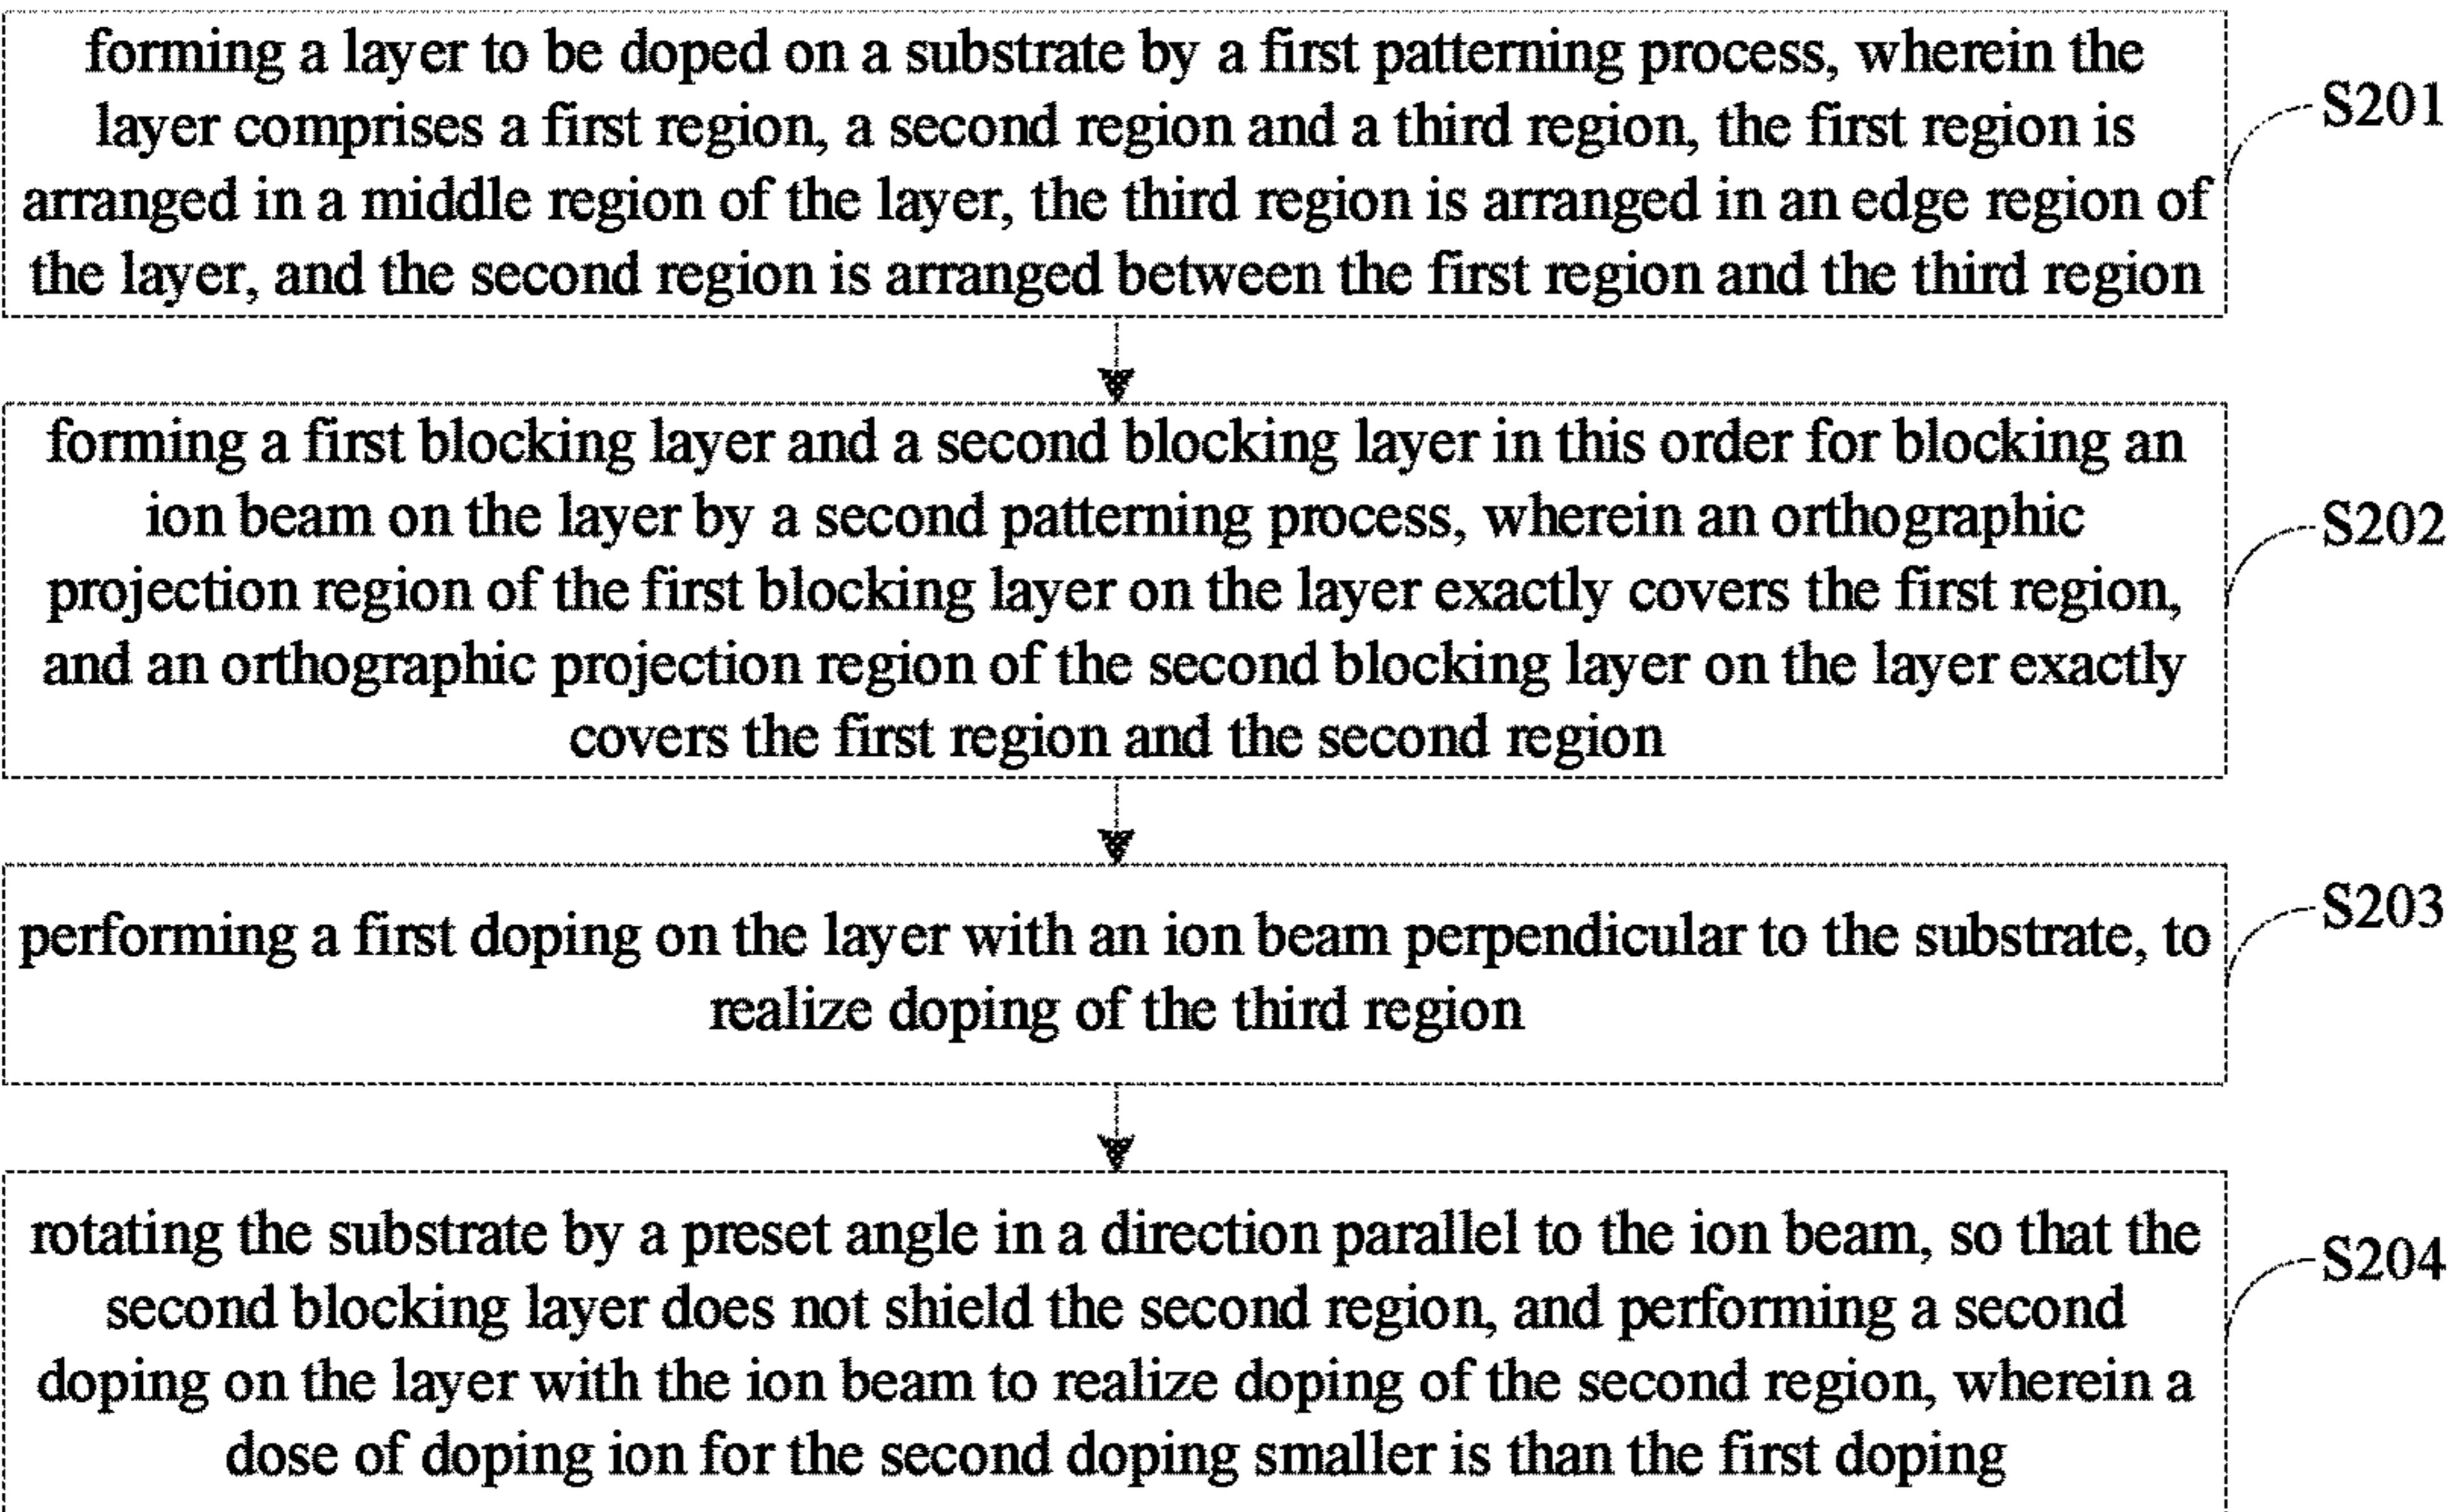 forming a layer to be doped on a substrate by a first patterning process, wherein the
layer comprises a first region, a second region and a third region, the first region is
arranged in a middle region of the layer, the third region is arranged in an edge region of
the layer, and the second region is arranged between the first region and the third region
S201
forming a first blocking layer and a second blocking layer in this order for blocking an
ion beam on the layer by a second patterning process, wherein an orthographic
projection region of the first blocking layer on the layer exactly covers the first region,
and an orthographic projection region of the second blocking layer on the layer exactly
covers the first region and the second region
S202
performing a first doping on the layer with an ion beam perpendicular to the substrate, to
realize doping of the third region
S203
rotating the substrate by a preset angle in a direction parallel to the ion beam, so that the
second blocking layer does not shield the second region, and performing a second
doping on the layer with the ion beam to realize doping of the second region, wherein a
dose of doping ion for the second doping smaller is than the first doping
S204